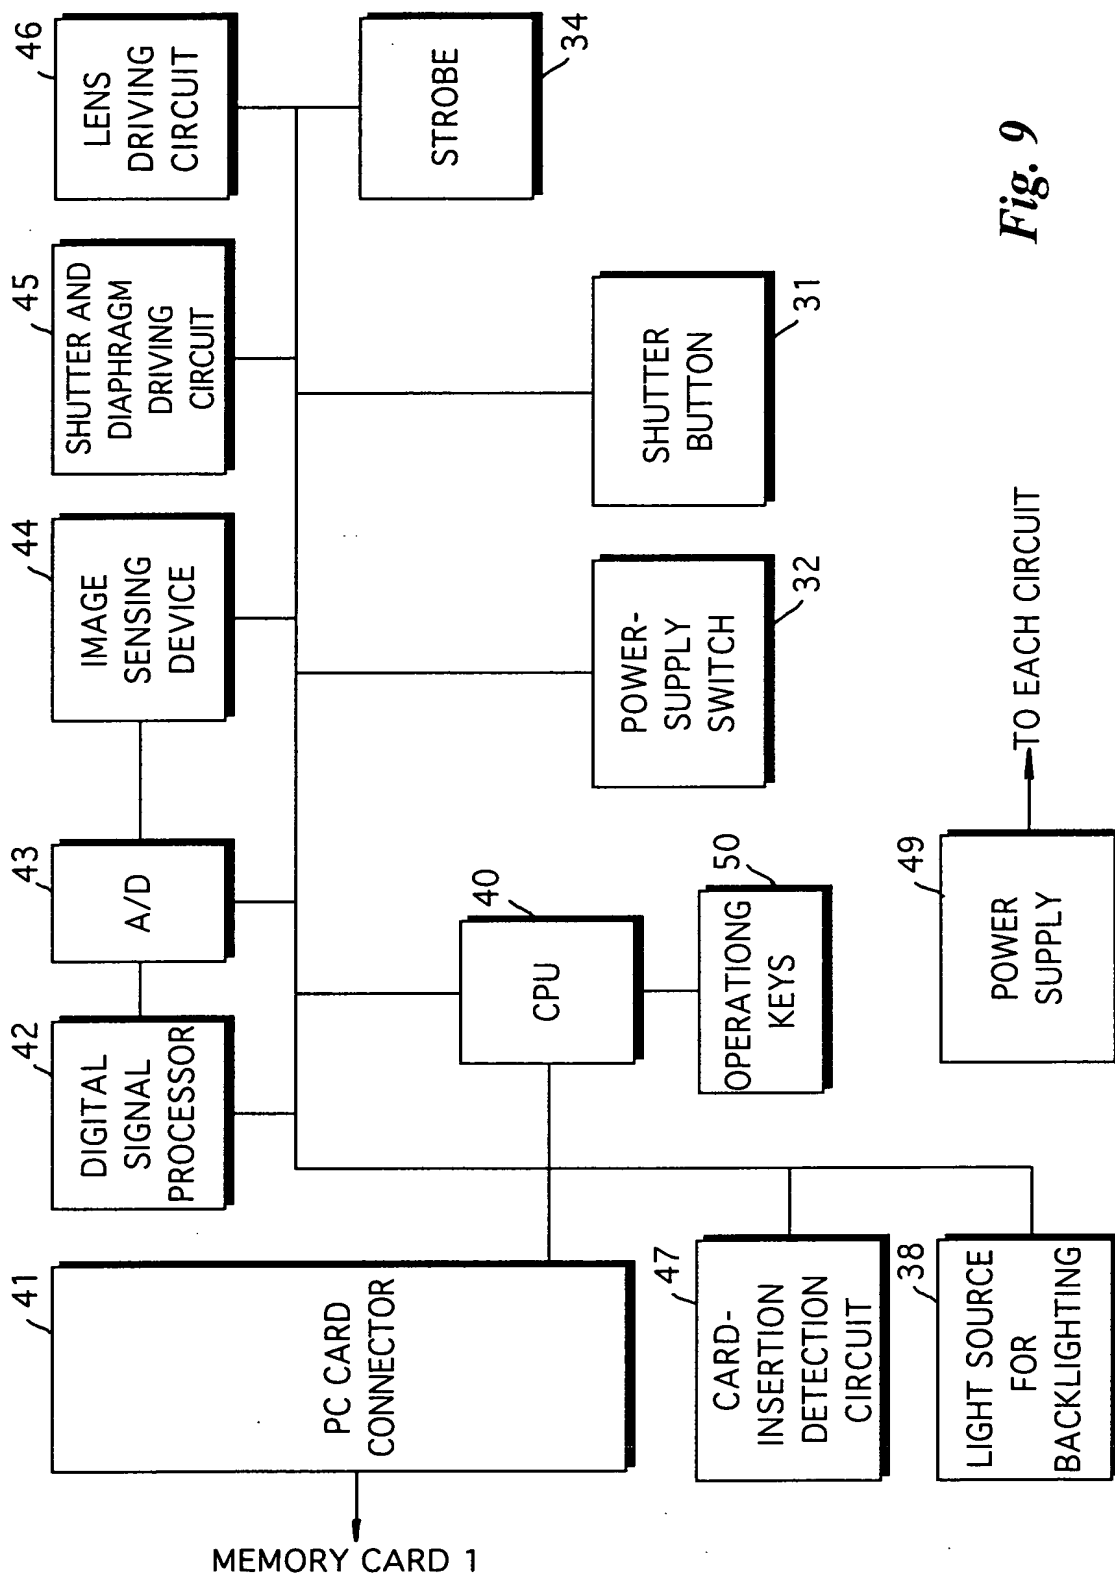 46
LENS
DRIVING
CIRCUIT
STROBE
34
45
SHUTTER AND
DIAPHRAGM
DRIVING
CIRCUIT
SHUTTER
BUTTON
31
44
IMAGE
SENSING
DEVICE
POWER-
SUPPLY
SWITCH
32
43
A/D
42
DIGITAL
SIGNAL
PROCESSOR
40
CPU
50
OPERATIONG
KEYS
49
POWER
SUPPLY
TO EACH CIRCUIT
41
PC CARD
CONNECTOR
MEMORY CARD 1
47
CARD-
INSERTION
DETECTION
CIRCUIT
38
LIGHT SOURCE
FOR
BACKLIGHTING
Fig. 9